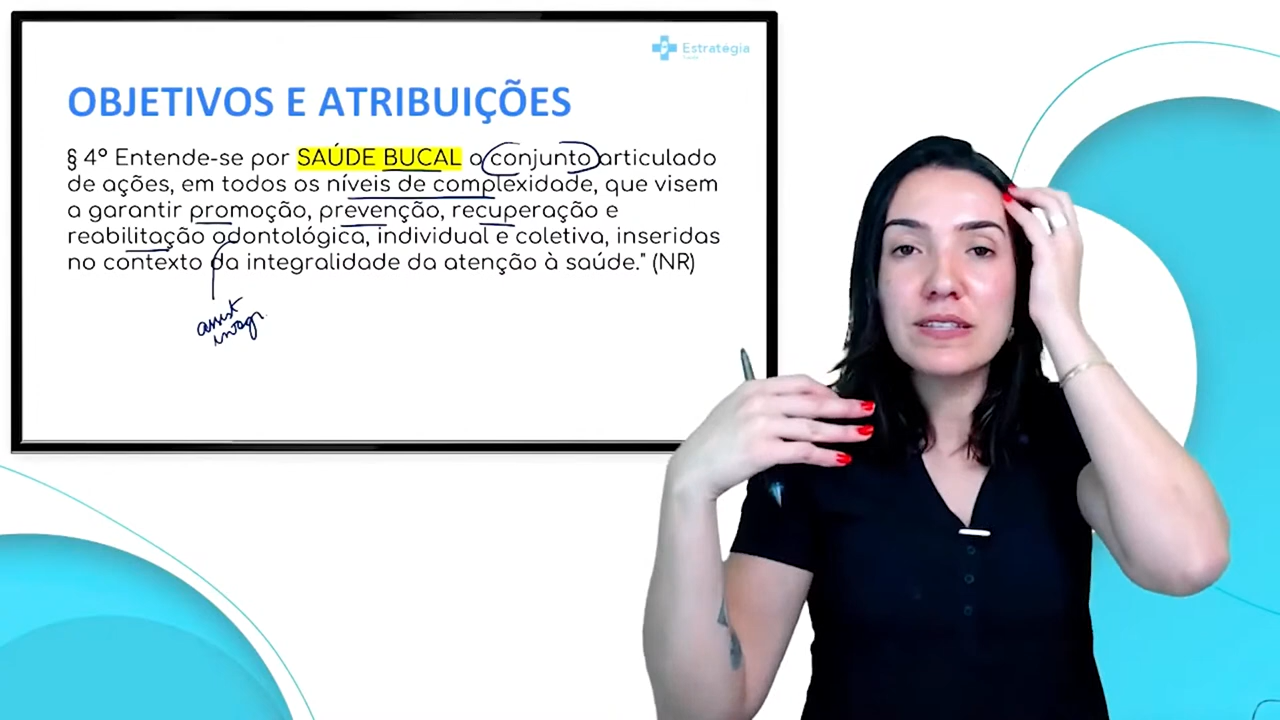 Estratégia
OBJETIVOS E ATRIBUIÇÕES
§ 4º Entende-se por SAÚDE BUCAL o conjunto articulado
de ações, em todos os níveis de complexidade, que visem
a garantir promoção, prevenção, recuperação e
reabilitação odontológica, individual e coletiva, inseridas
no contexto da integralidade da atenção à saúde." (NR)
assist
integr.